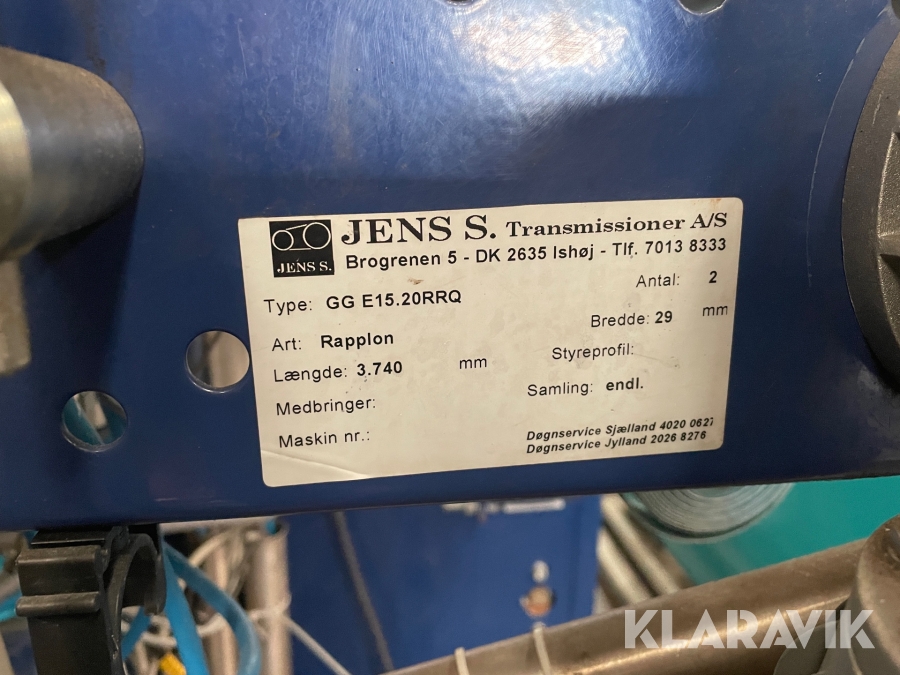 JENS S. Transmissioner A/S
JENS S.
Brogrenen 5 - DK 2635 Ishøj - Tlf. 7013 8333
Type: GG E15.20RRQ
Antal: 2
Art: Rapplon
Bredde: 29 mm
Længde: 3.740 mm
Styreprofil:
Medbringer:
Samling: endl.
Maskin nr.:
Døgnservice Sjælland 4020 0627
Døgnservice Jylland 2026 8276
KLARAVIK